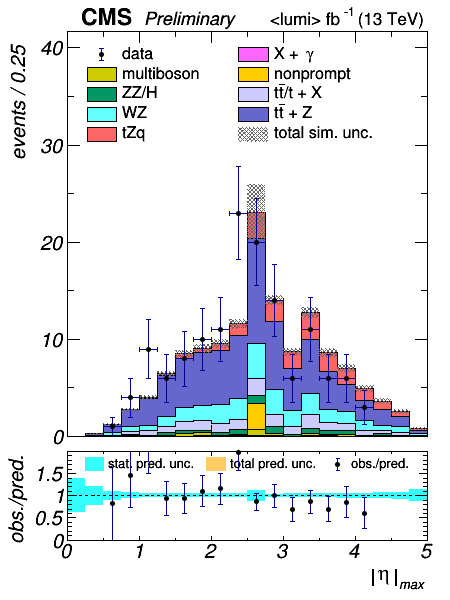 CMS Preliminary <lumi> fb⁻¹ (13 TeV)
events / 0.25
40
30
20
10
0
data
multiboson
ZZ/H
WZ
tZq
X + γ
nonprompt
tt̄/t + X
tt̄ + Z
total sim. unc.
obs./pred.
1.5
1
0.5
0
stat. pred. unc. total pred. unc. obs./pred.
0 1 2 3 4 5
|η|max